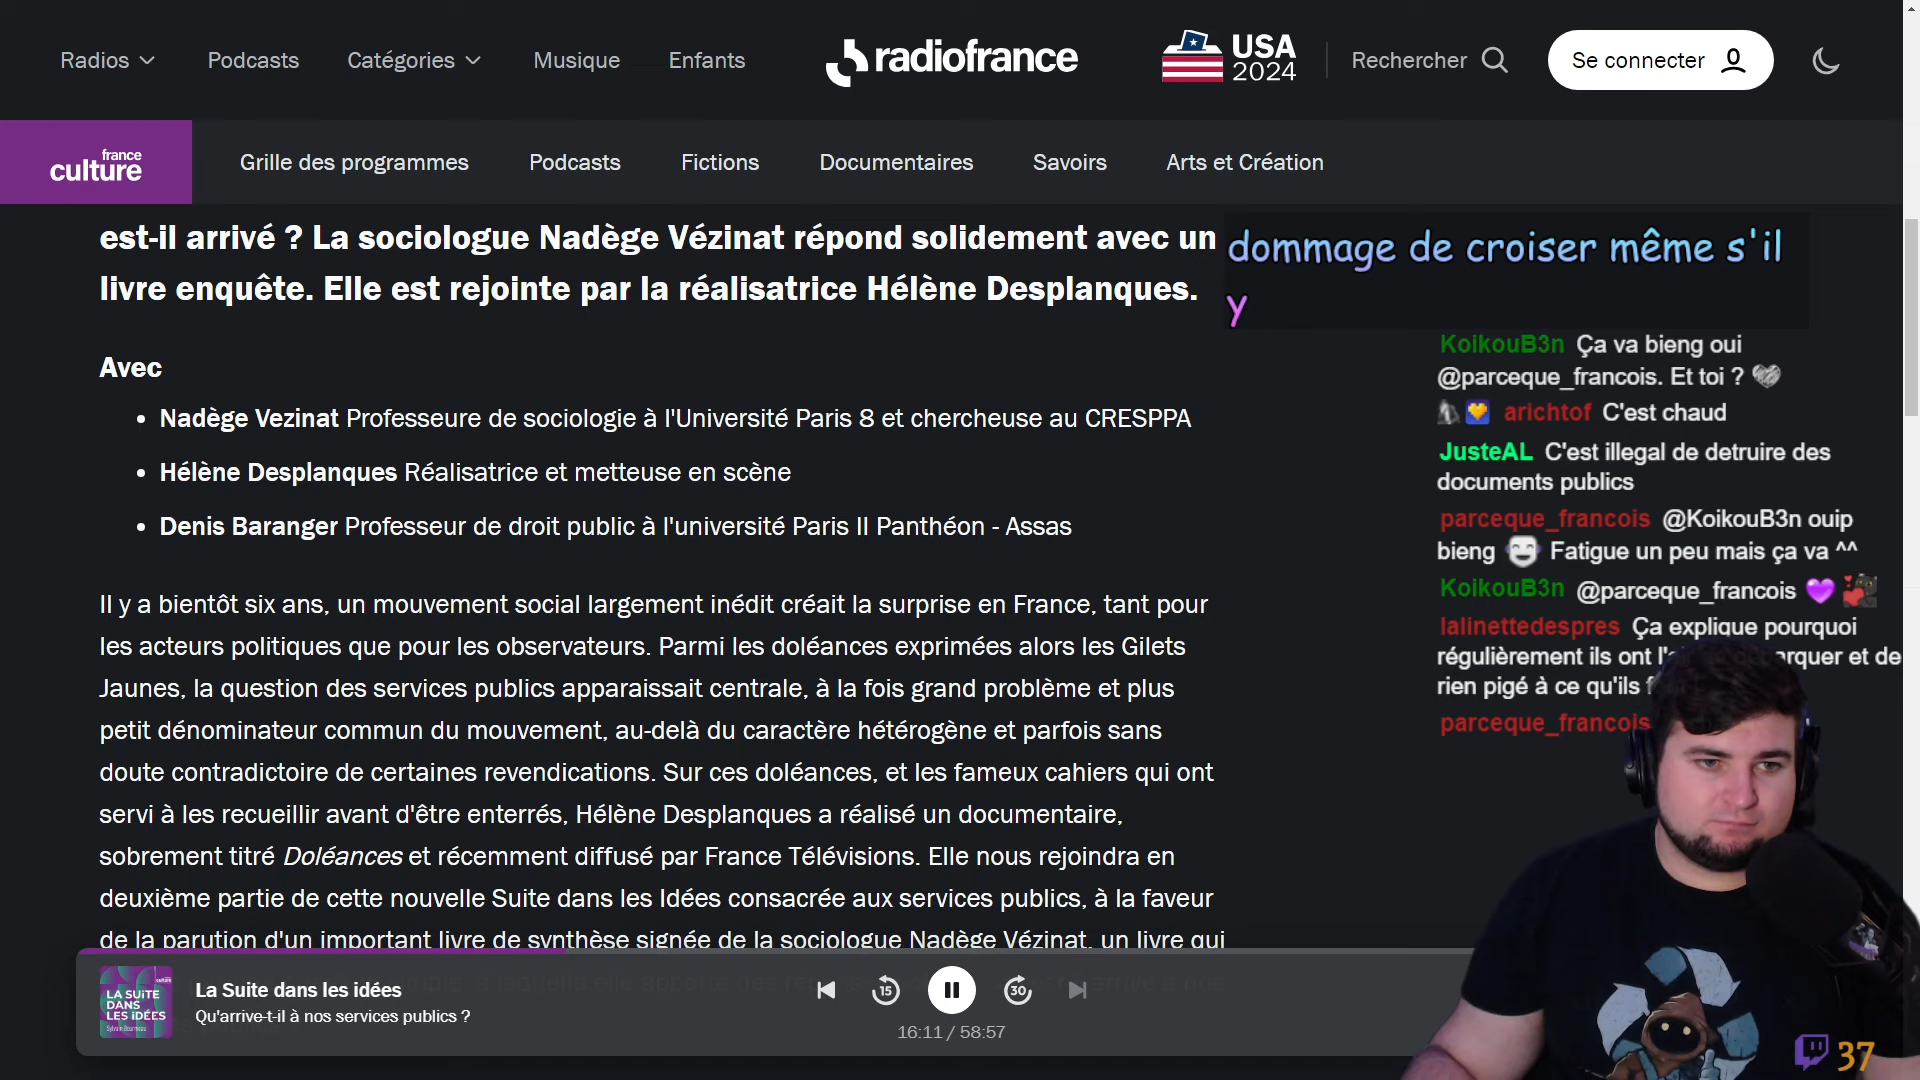 Radios
Podcasts
Catégories
Musique
Enfants
radiofrance
USA
2024
Rechercher
Se connecter
france
culture
Grille des programmes
Podcasts
Fictions
Documentaires
Savoirs
Arts et Création
est-il arrivé ? La sociologue Nadège Vézinat répond solidement avec un
livre enquête. Elle est rejointe par la réalisatrice Hélène Desplanques.
dommage de croiser même s'il
y
Avec
• Nadège Vezinat Professeure de sociologie à l'Université Paris 8 et chercheuse au CRESPPA
• Hélène Desplanques Réalisatrice et metteuse en scène
• Denis Baranger Professeur de droit public à l'université Paris II Panthéon - Assas
Il y a bientôt six ans, un mouvement social largement inédit créait la surprise en France, tant pour
les acteurs politiques que pour les observateurs. Parmi les doléances exprimées alors les Gilets
Jaunes, la question des services publics apparaissait centrale, à la fois grand problème et plus
petit dénominateur commun du mouvement, au-delà du caractère hétérogène et parfois sans
doute contradictoire de certaines revendications. Sur ces doléances, et les fameux cahiers qui ont
servi à les recueillir avant d'être enterrés, Hélène Desplanques a réalisé un documentaire,
sobrement titré Doléances et récemment diffusé par France Télévisions. Elle nous rejoindra en
deuxième partie de cette nouvelle Suite dans les Idées consacrée aux services publics, à la faveur
de la parution d'un important livre de synthèse signée de la sociologue Nadège Vézinat, un livre qui
KoikouB3n Ça va bieng oui
@parceque_francois. Et toi ?
arichtof C'est chaud
JusteAL C'est illegal de detruire des
documents publics
parceque_francois @KoikouB3n ouip
bieng Fatigue un peu mais ça va ^^
KoikouB3n @parceque_francois
lalinettedespres Ça explique pourquoi
régulièrement ils ont et de
rien pigé à ce qu'ils
parceque_francois
LA SUITE
DANS
LES IDÉES
Sylvain Bourmeau
La Suite dans les idées
Qu'arrive-t-il à nos services publics ?
15
30
16:11 / 58:57
37